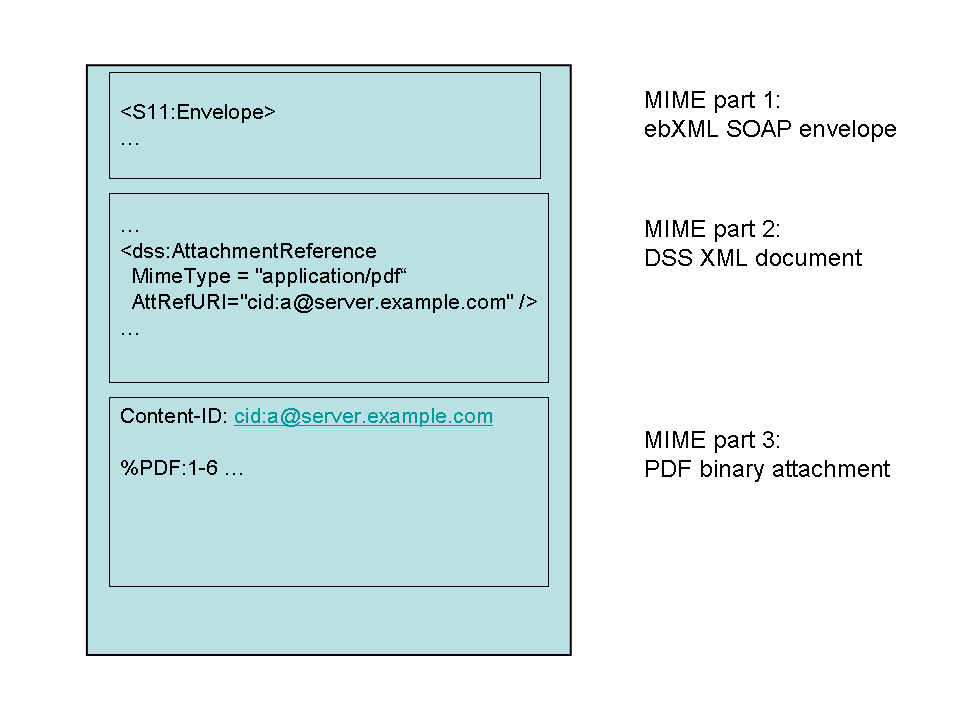 <S11:Envelope>
…
MIME part 1:
ebXML SOAP envelope
…
<dss:AttachmentReference
MimeType = "application/pdf“
AttRefURI="cid:a@server.example.com" />
…
MIME part 2:
DSS XML document
Content-ID: cid:a@server.example.com
%PDF:1-6 …
MIME part 3:
PDF binary attachment